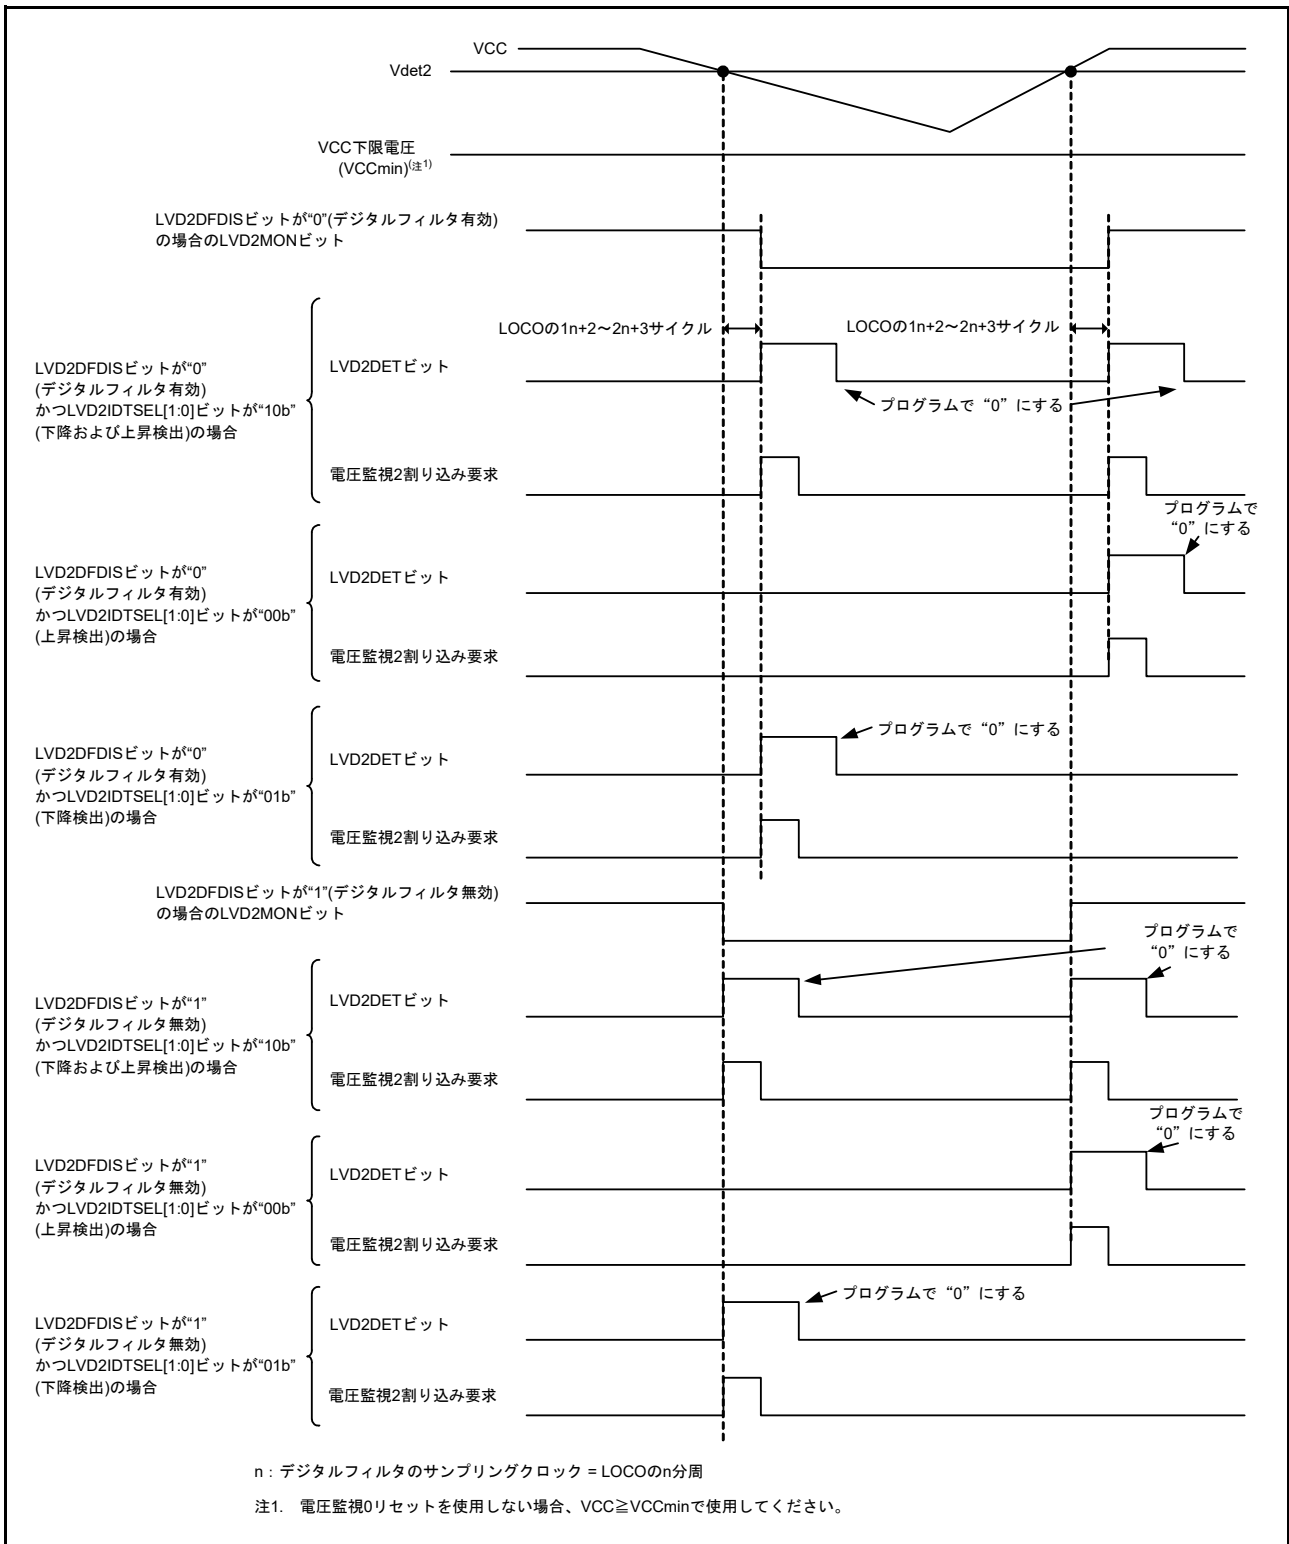 VCC
Vdet2
VCC下限電圧
(VCCmin)(注1)
LVD2DFDISビットが“0”(デジタルフィルタ有効)
の場合のLVD2MONビット
LOCOの1n+2～2n+3サイクル
LOCOの1n+2～2n+3サイクル
LVD2DFDISビットが“0”
(デジタルフィルタ有効)
かつLVD2IDTSEL[1:0]ビットが“10b”
(下降および上昇検出)の場合
LVD2DETビット
プログラムで“0”にする
電圧監視2割り込み要求
プログラムで
“0”にする
LVD2DFDISビットが“0”
(デジタルフィルタ有効)
かつLVD2IDTSEL[1:0]ビットが“00b”
(上昇検出)の場合
LVD2DETビット
電圧監視2割り込み要求
プログラムで“0”にする
LVD2DFDISビットが“0”
(デジタルフィルタ有効)
かつLVD2IDTSEL[1:0]ビットが“01b”
(下降検出)の場合
LVD2DETビット
電圧監視2割り込み要求
LVD2DFDISビットが“1”(デジタルフィルタ無効)
の場合のLVD2MONビット
プログラムで
“0”にする
LVD2DFDISビットが“1”
(デジタルフィルタ無効)
かつLVD2IDTSEL[1:0]ビットが“10b”
(下降および上昇検出)の場合
LVD2DETビット
電圧監視2割り込み要求
プログラムで
“0”にする
LVD2DFDISビットが“1”
(デジタルフィルタ無効)
かつLVD2IDTSEL[1:0]ビットが“00b”
(上昇検出)の場合
LVD2DETビット
電圧監視2割り込み要求
プログラムで“0”にする
LVD2DFDISビットが“1”
(デジタルフィルタ無効)
かつLVD2IDTSEL[1:0]ビットが“01b”
(下降検出)の場合
LVD2DETビット
電圧監視2割り込み要求
n：デジタルフィルタのサンプリングクロック = LOCOのn分周
注1. 電圧監視0リセットを使用しない場合、VCC≧VCCminで使用してください。